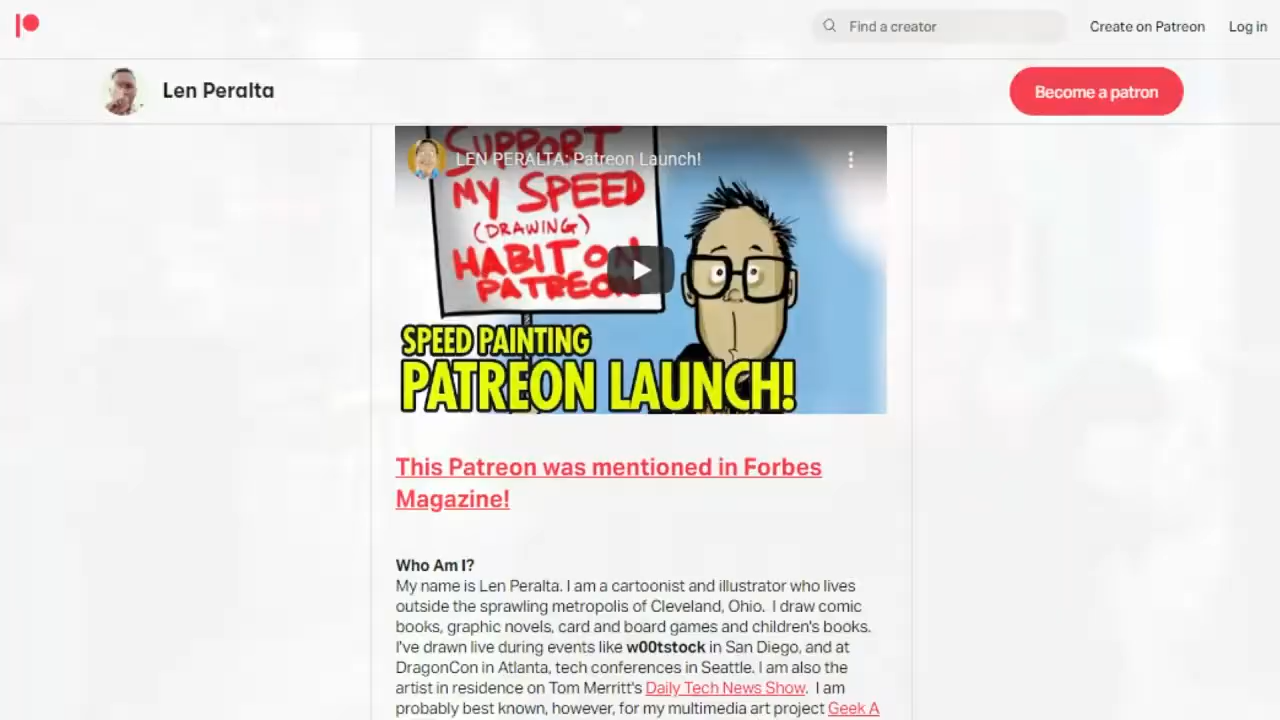 Find a creator
Create on Patreon
Log in
Len Peralta
Become a patron
SUPPORT
LEN PERALTA: Patreon Launch!
MY SPEED
(DRAWING)
HABIT ON
PATREON
SPEED PAINTING
PATREON LAUNCH!
This Patreon was mentioned in Forbes
Magazine!
Who Am I?
My name is Len Peralta. I am a cartoonist and illustrator who lives
outside the sprawling metropolis of Cleveland, Ohio.  I draw comic
books, graphic novels, card and board games and children's books.
I've drawn live during events like w00tstock in San Diego, and at
DragonCon in Atlanta, tech conferences in Seattle. I am also the
artist in residence on Tom Merritt's Daily Tech News Show.  I am
probably best known, however, for my multimedia art project Geek A